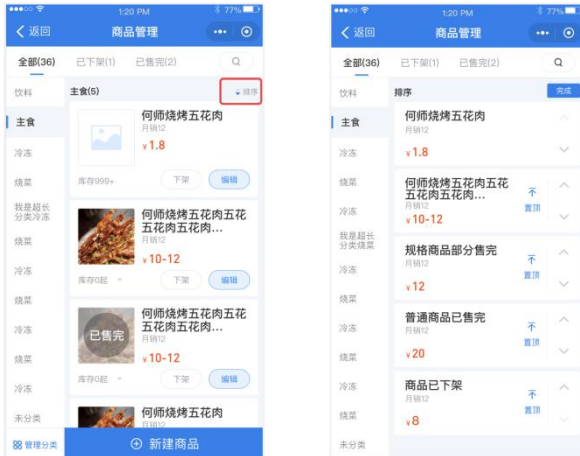 1:20 PM
77%
返回
商品管理
全部(36)
已下架(1)
已售完(2)
饮料
主食
冷冻
烧菜
我是超长
分类冷冻
烧菜
冷冻
烧菜
冷冻
烧菜
冷冻
未分类
管理分类
主食(5)
排序
何师烧烤五花肉
月销12
¥1.8
库存999+
下架
编辑
何师烧烤五花肉五花
五花肉五花肉...
月销12
¥10-12
库存0起
下架
编辑
已售完
何师烧烤五花肉五花
五花肉五花肉...
月销12
¥10-12
库存0起
下架
编辑
何师烧烤五花肉
月销12
新建商品
1:20 PM
77%
返回
商品管理
全部(36)
已下架(1)
已售完(2)
饮料
主食
冷冻
烧菜
冷冻
我是超长
分类烧菜
冷冻
烧菜
冷冻
烧菜
冷冻
烧菜
未分类
排序
完成
何师烧烤五花肉
月销12
¥1.8
何师烧烤五花肉五花
五花肉五花肉...
月销12
¥10-12
置顶
规格商品部分售完
月销12
¥12
置顶
普通商品已售完
月销12
¥20
置顶
商品已下架
月销12
¥8
置顶